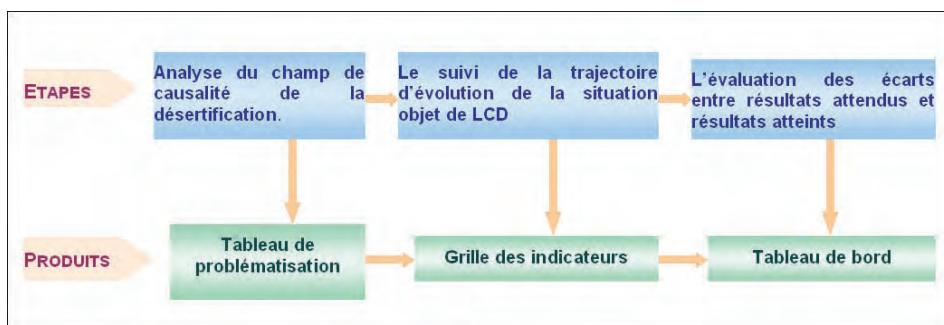 ETAPES
Analyse du champ de
causalité de la
désertification.
Le suivi de la trajectoire
d'évolution de la situation
objet de LCD
L'évaluation des écarts
entre résultats attendus et
résultats atteints
PRODUITS
Tableau de
problématisation
Grille des indicateurs
Tableau de bord